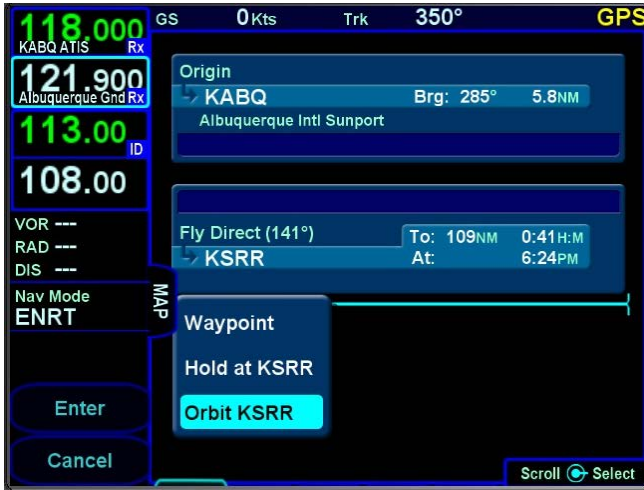 118.000
KABQ ATIS Rx
121.900
Albuquerque Gnd Rx
113.00
ID
108.00
VOR ---
RAD ---
DIS ---
Nav Mode
ENRT
Enter
Cancel
GS 0Kts Trk 350° GPS
Origin
KABQ Brg: 285° 5.8NM
Albuquerque Intl Sunport
Fly Direct (141°) To: 109NM 0:41H:M
KSRR At: 6:24PM
MAP
Waypoint
Hold at KSRR
Orbit KSRR
Scroll Select